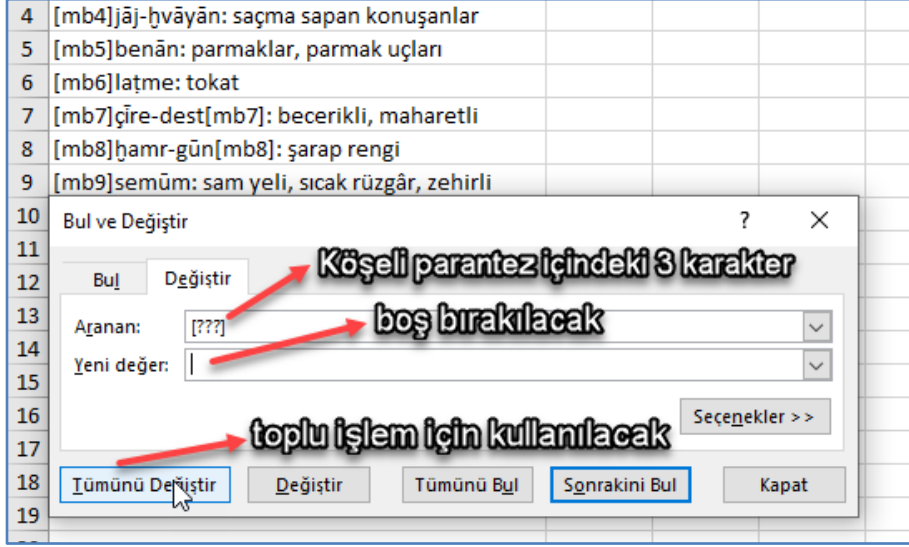 4 [mb4]jāj-ḫvāyān: saçma sapan konuşanlar
5 [mb5]benān: parmaklar, parmak uçları
6 [mb6]laṭme: tokat
7 [mb7]çīre-dest[mb7]: becerikli, maharetli
8 [mb8]ḫamr-gūn[mb8]: şarap rengi
9 [mb9]semūm: sam yeli, sıcak rüzgâr, zehirli
10 Bul ve Değiştir ? X
11 Köşeli parantez içindeki 3 karakter
12 Bul Değiştir
13 Aranan: [???] boş bırakılacak
14
Yeni değer:
15
16 Seçenekler >>
17 toplu işlem için kullanılacak
18 Tümünü Değiştir Değiştir Tümünü Bul Sonrakini Bul Kapat
19